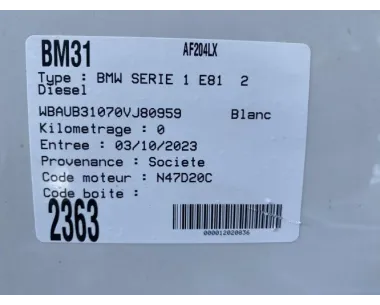 BM31 AF204LX
Type : BMW SERIE 1 E81 2
Diesel
WBAUB31070VJ80959 Blanc
Kilometrage : 0
Entree : 03/10/2023
Provenance : Societe
Code moteur : N47D20C
Code boite :
2363
000012020836